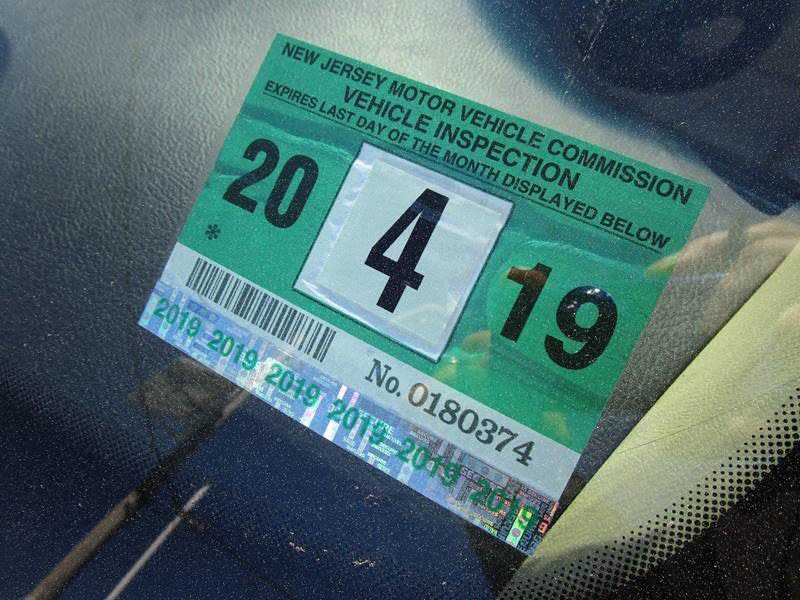 NEW JERSEY MOTOR VEHICLE COMMISSION
VEHICLE INSPECTION
EXPIRES LAST DAY OF THE MONTH DISPLAYED BELOW
20 4 19
*
No. 0180374
2019 2019 2019 2019 2019 2019